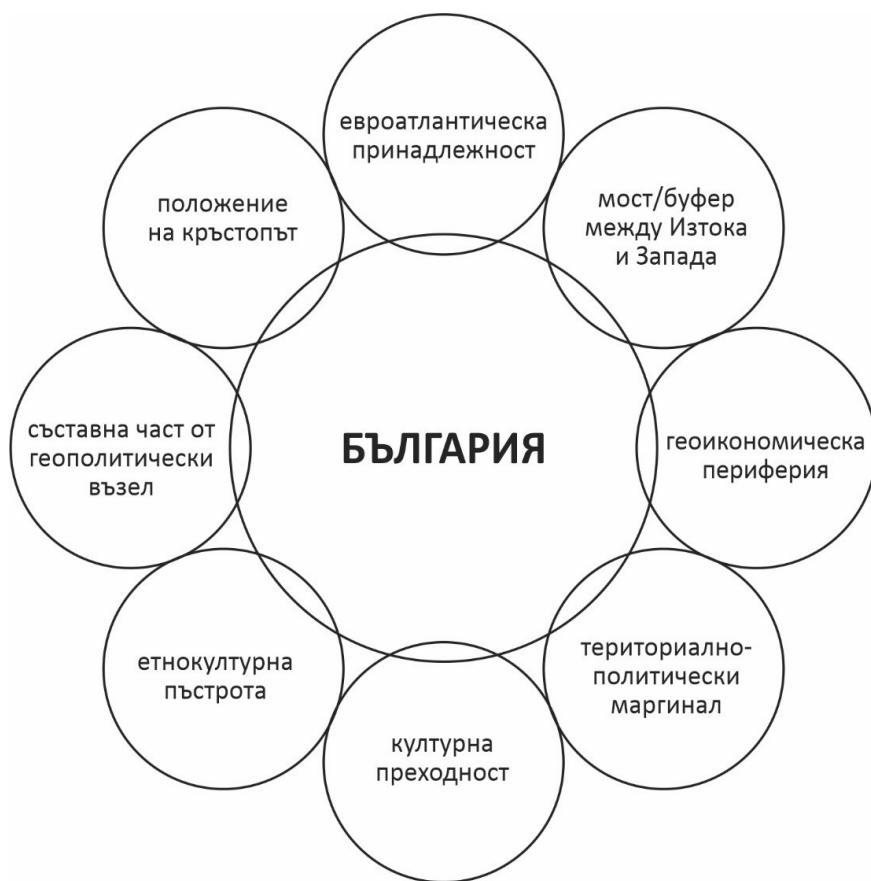 евроатлантическа
принадлежност
мост/буфер
между Изтока
и Запада
геоикономическа
периферия
териториално-
политически
маргинал
културна
преходност
етнокултурна
пъстрота
съставна част от
геополитически
възел
положение
на кръстопът
БЪЛГАРИЯ